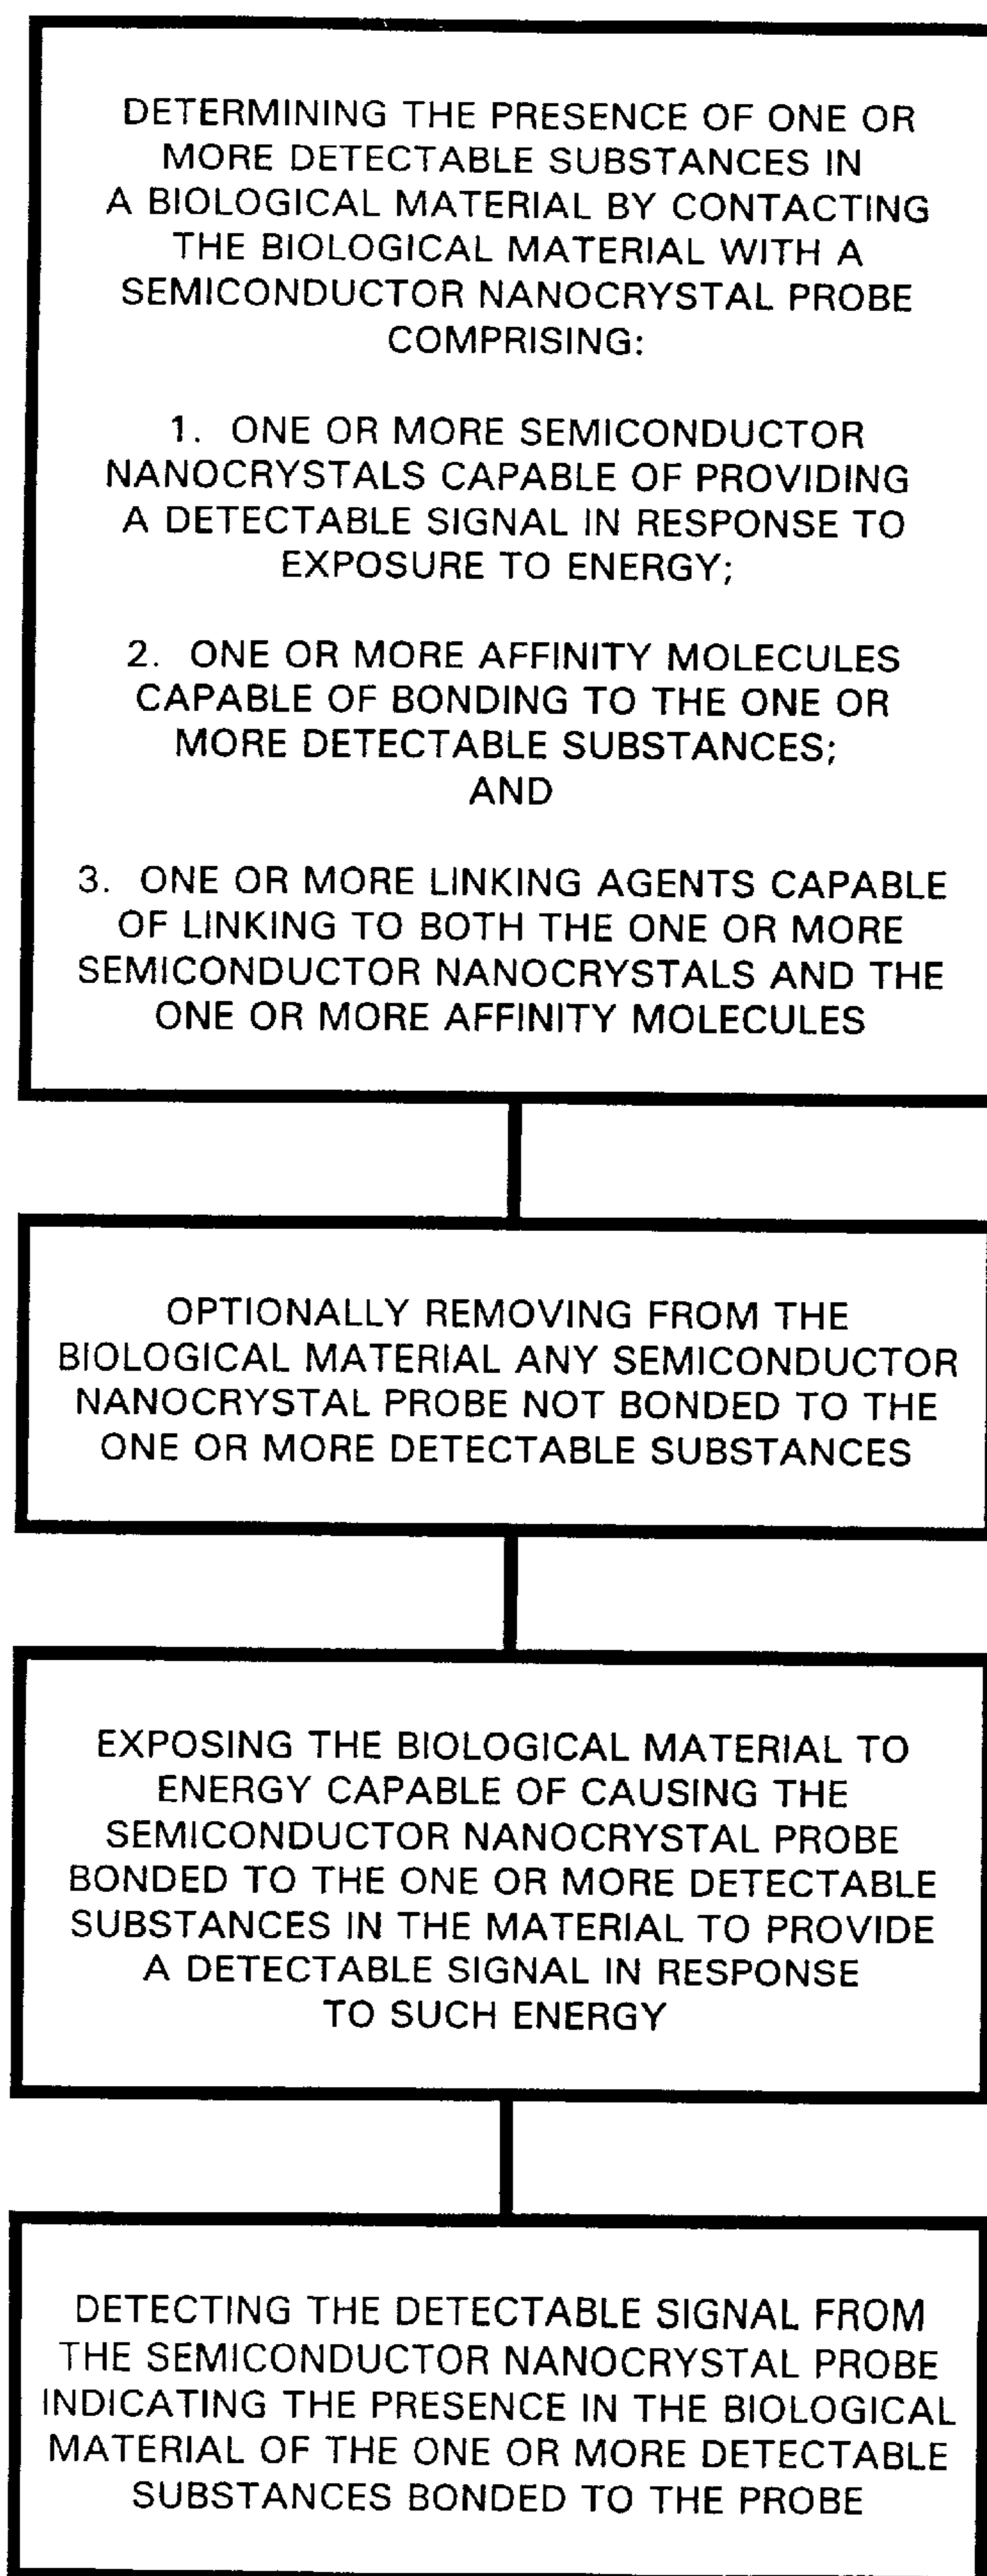 DETERMINING THE PRESENCE OF ONE OR
MORE DETECTABLE SUBSTANCES IN
A BIOLOGICAL MATERIAL BY CONTACTING
THE BIOLOGICAL MATERIAL WITH A
SEMICONDUCTOR NANOCRYSTAL PROBE
COMPRISING:
1. ONE OR MORE SEMICONDUCTOR
NANOCRYSTALS CAPABLE OF PROVIDING
A DETECTABLE SIGNAL IN RESPONSE TO
EXPOSURE TO ENERGY;
2. ONE OR MORE AFFINITY MOLECULES
CAPABLE OF BONDING TO THE ONE OR
MORE DETECTABLE SUBSTANCES;
AND
3. ONE OR MORE LINKING AGENTS CAPABLE
OF LINKING TO BOTH THE ONE OR MORE
SEMICONDUCTOR NANOCRYSTALS AND THE
ONE OR MORE AFFINITY MOLECULES
OPTIONALLY REMOVING FROM THE
BIOLOGICAL MATERIAL ANY SEMICONDUCTOR
NANOCRYSTAL PROBE NOT BONDED TO THE
ONE OR MORE DETECTABLE SUBSTANCES
EXPOSING THE BIOLOGICAL MATERIAL TO
ENERGY CAPABLE OF CAUSING THE
SEMICONDUCTOR NANOCRYSTAL PROBE
BONDED TO THE ONE OR MORE DETECTABLE
SUBSTANCES IN THE MATERIAL TO PROVIDE
A DETECTABLE SIGNAL IN RESPONSE
TO SUCH ENERGY
DETECTING THE DETECTABLE SIGNAL FROM
THE SEMICONDUCTOR NANOCRYSTAL PROBE
INDICATING THE PRESENCE IN THE BIOLOGICAL
MATERIAL OF THE ONE OR MORE DETECTABLE
SUBSTANCES BONDED TO THE PROBE